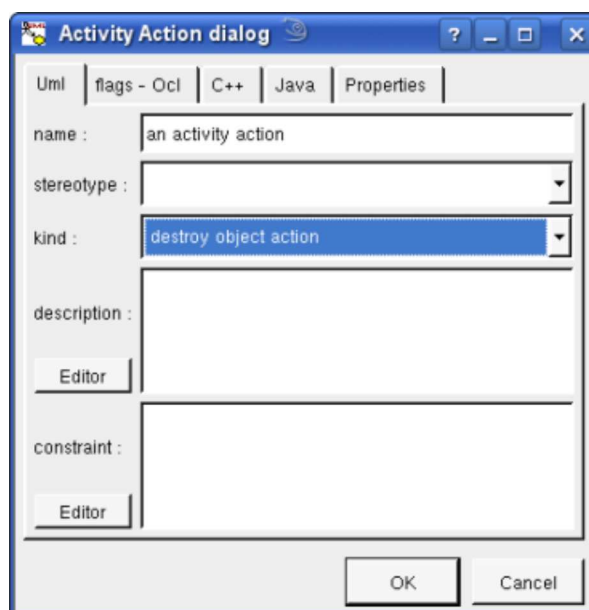 Activity Action dialog
Uml flags - Ocl C++ Java Properties
name : an activity action
stereotype :
kind : destroy object action
description :
Editor
constraint :
Editor
OK Cancel